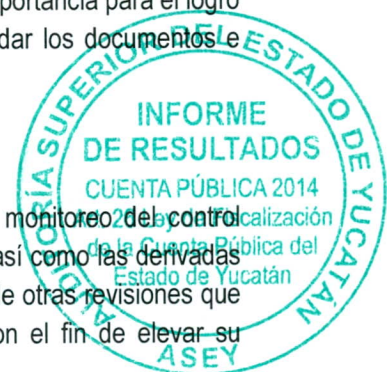 portancia para el logro
dar los documentos e
AUDITORÍA SUPERIOR DEL ESTADO DE YUCATÁN
INFORME
DE RESULTADOS
CUENTA PÚBLICA 2014
monitoreo del control
Ley de Fiscalización
así como las derivadas
de la Cuenta Pública del
Estado de Yucatán
e otras revisiones que
on el fin de elevar su
ASEY